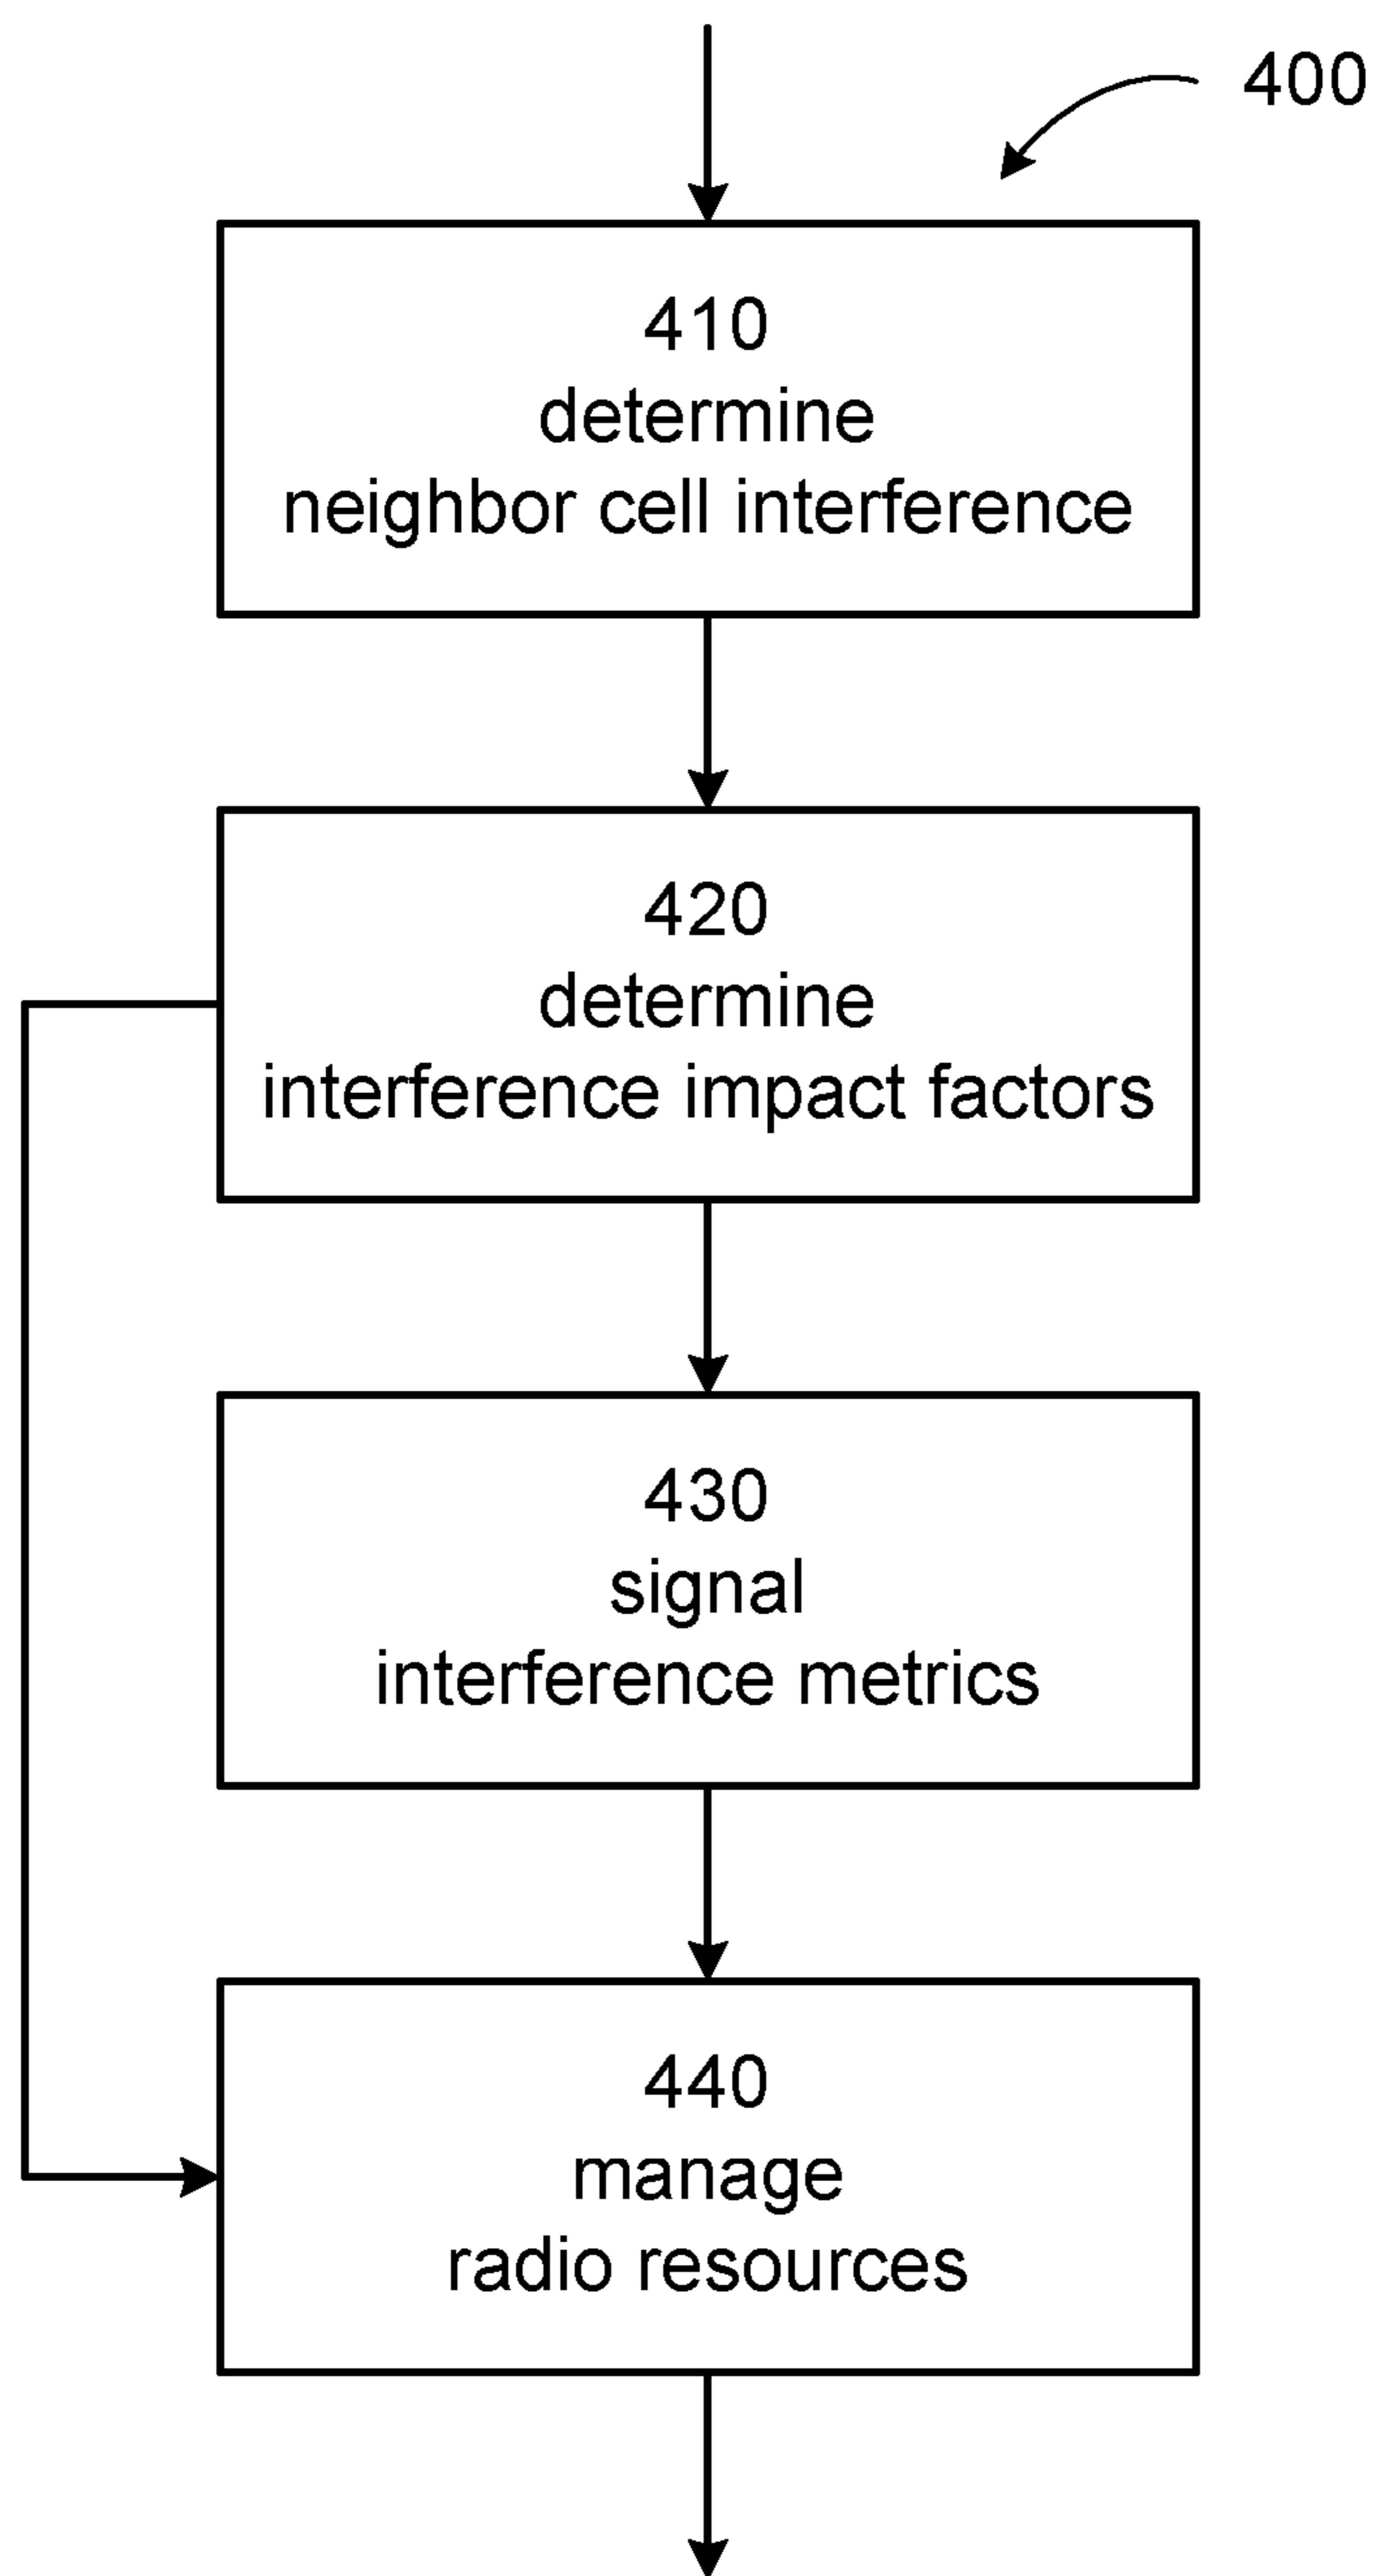 400
410
determine
neighbor cell interference
420
determine
interference impact factors
430
signal
interference metrics
440
manage
radio resources